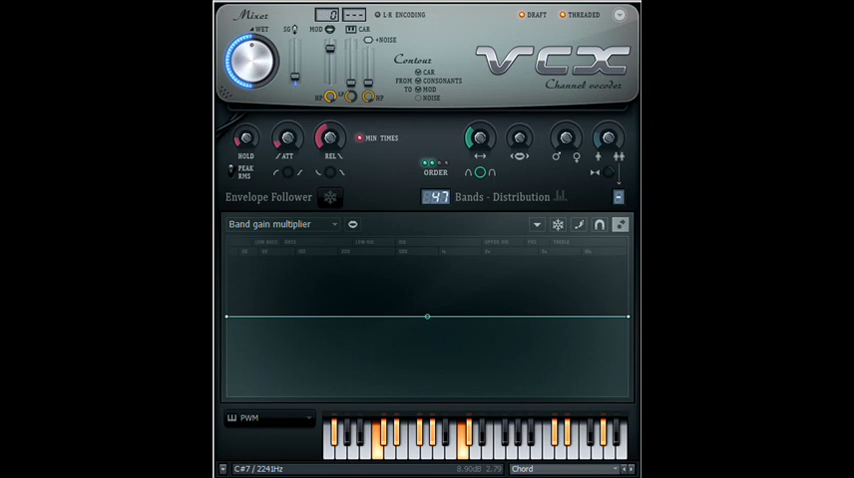 Mixer
0 --- L-R ENCODING DRAFT THREADED
WET SG MOD CAR
+NOISE
Contour
CAR
FROM CONSONANTS
TO MOD
NOISE
VCX
Channel vocoder
HP LP HP
MIN TIMES
HOLD ATT REL
PEAK
RMS
ORDER
Envelope Follower
47 Bands - Distribution
Band gain multiplier
PWM
C#7 / 2241Hz 8.90dB 2.79 Chord